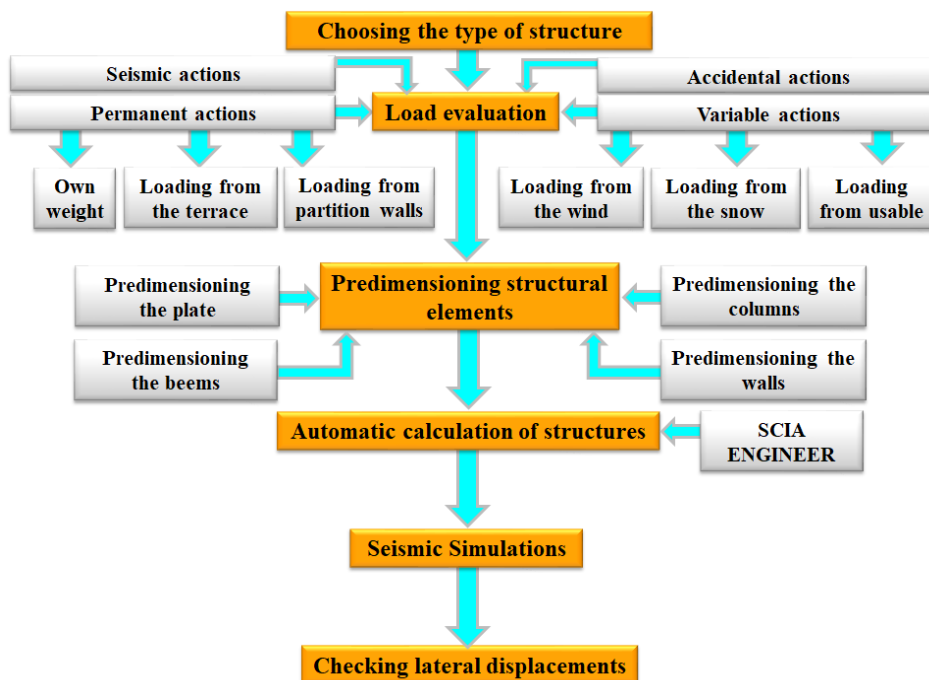 Choosing the type of structure
Seismic actions
Accidental actions
Permanent actions
Load evaluation
Variable actions
Own
weight
Loading from
the terrace
Loading from
partition walls
Loading from
the wind
Loading from
the snow
Loading
from usable
Predimensioning
the plate
Predimensioning structural
elements
Predimensioning the
columns
Predimensioning
the beems
Predimensioning the
walls
Automatic calculation of structures
SCIA
ENGINEER
Seismic Simulations
Checking lateral displacements